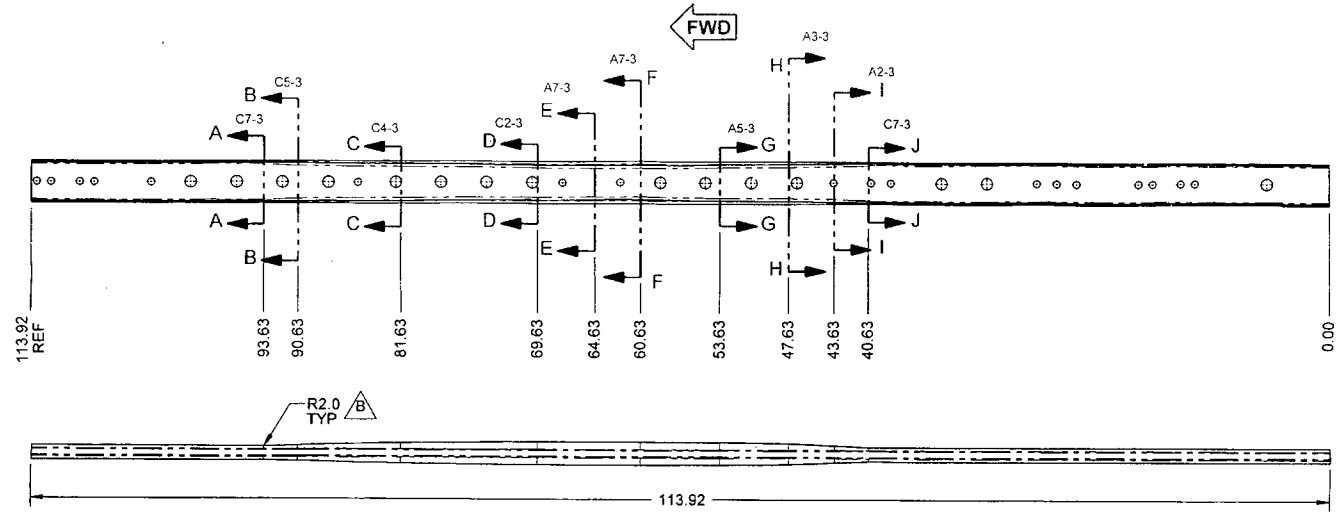 FWD
A3-3
H
A7-3
F
A2-3
I
C5-3
B
A7-3
E
C7-3
A
C4-3
C
C2-3
D
A5-3
G
C7-3
J
A
C
D
G
J
B
E
F
H
I
113.92
REF
93.63
90.63
81.63
69.63
64.63
60.63
53.63
47.63
43.63
40.63
0.00
R2.0
TYP
B
113.92